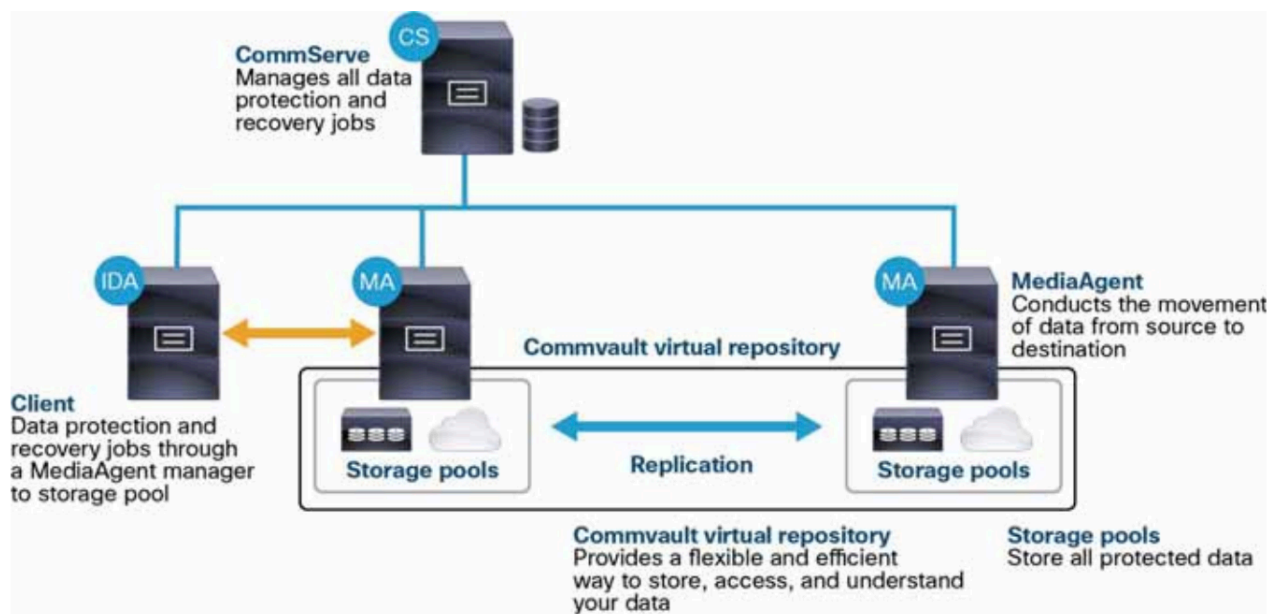 CS
CommServe
Manages all data
protection and
recovery jobs
IDA
MA
MA
MediaAgent
Conducts the movement
of data from source to
destination
Commvault virtual repository
Client
Data protection and
recovery jobs through
a MediaAgent manager
to storage pool
Storage pools
Replication
Storage pools
Commvault virtual repository
Provides a flexible and efficient
way to store, access, and understand
your data
Storage pools
Store all protected data